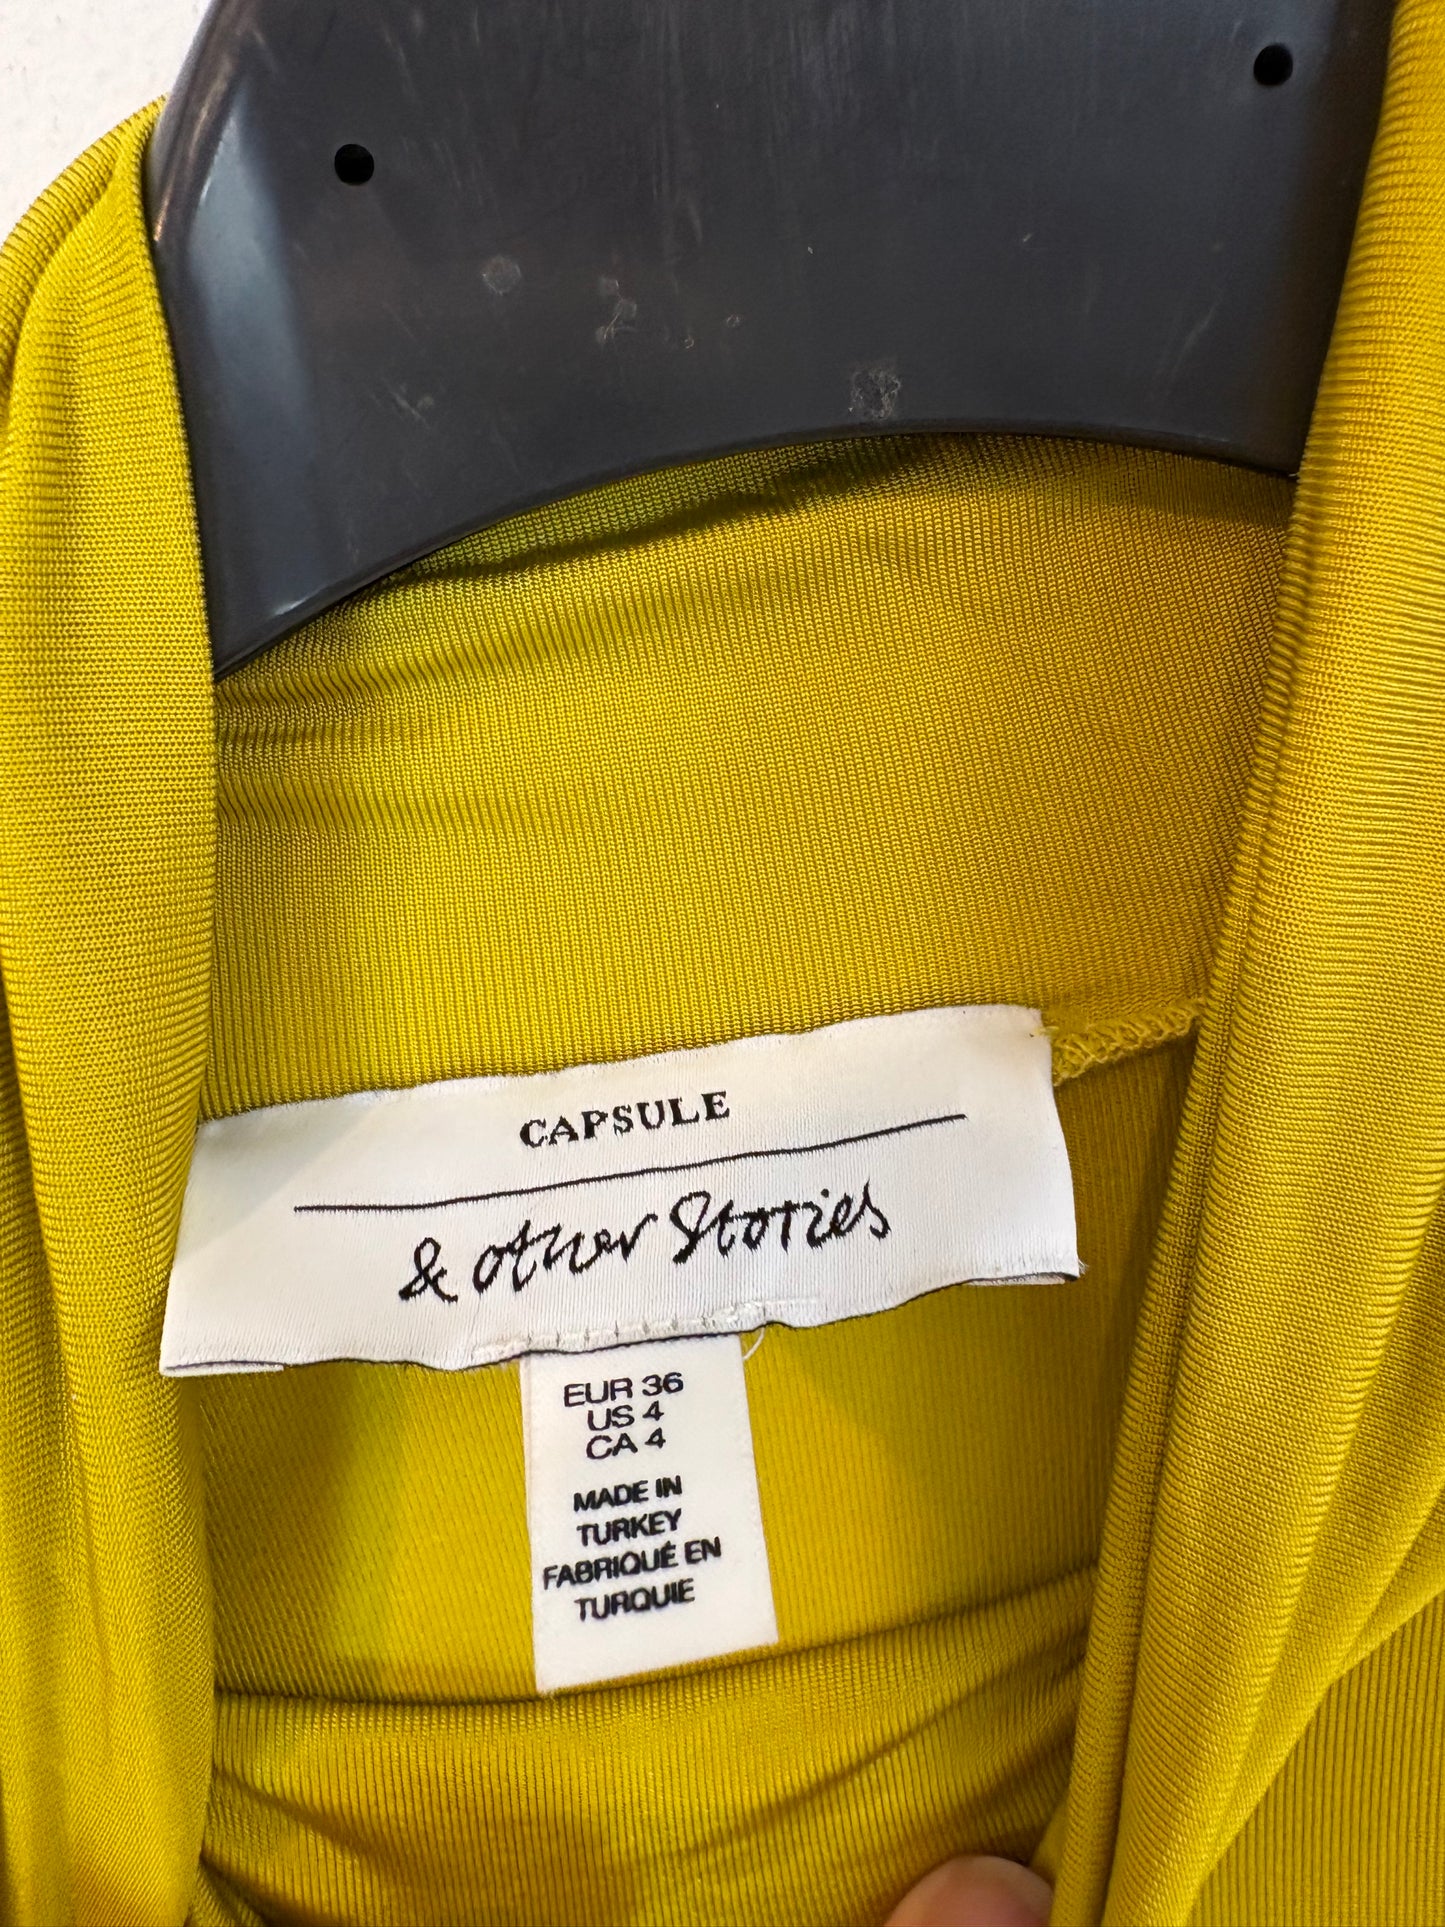 CAPSULE
& other Stories
EUR 36
US 4
CA 4
MADE IN
TURKEY
FABRIQUÉ EN
TURQUIE